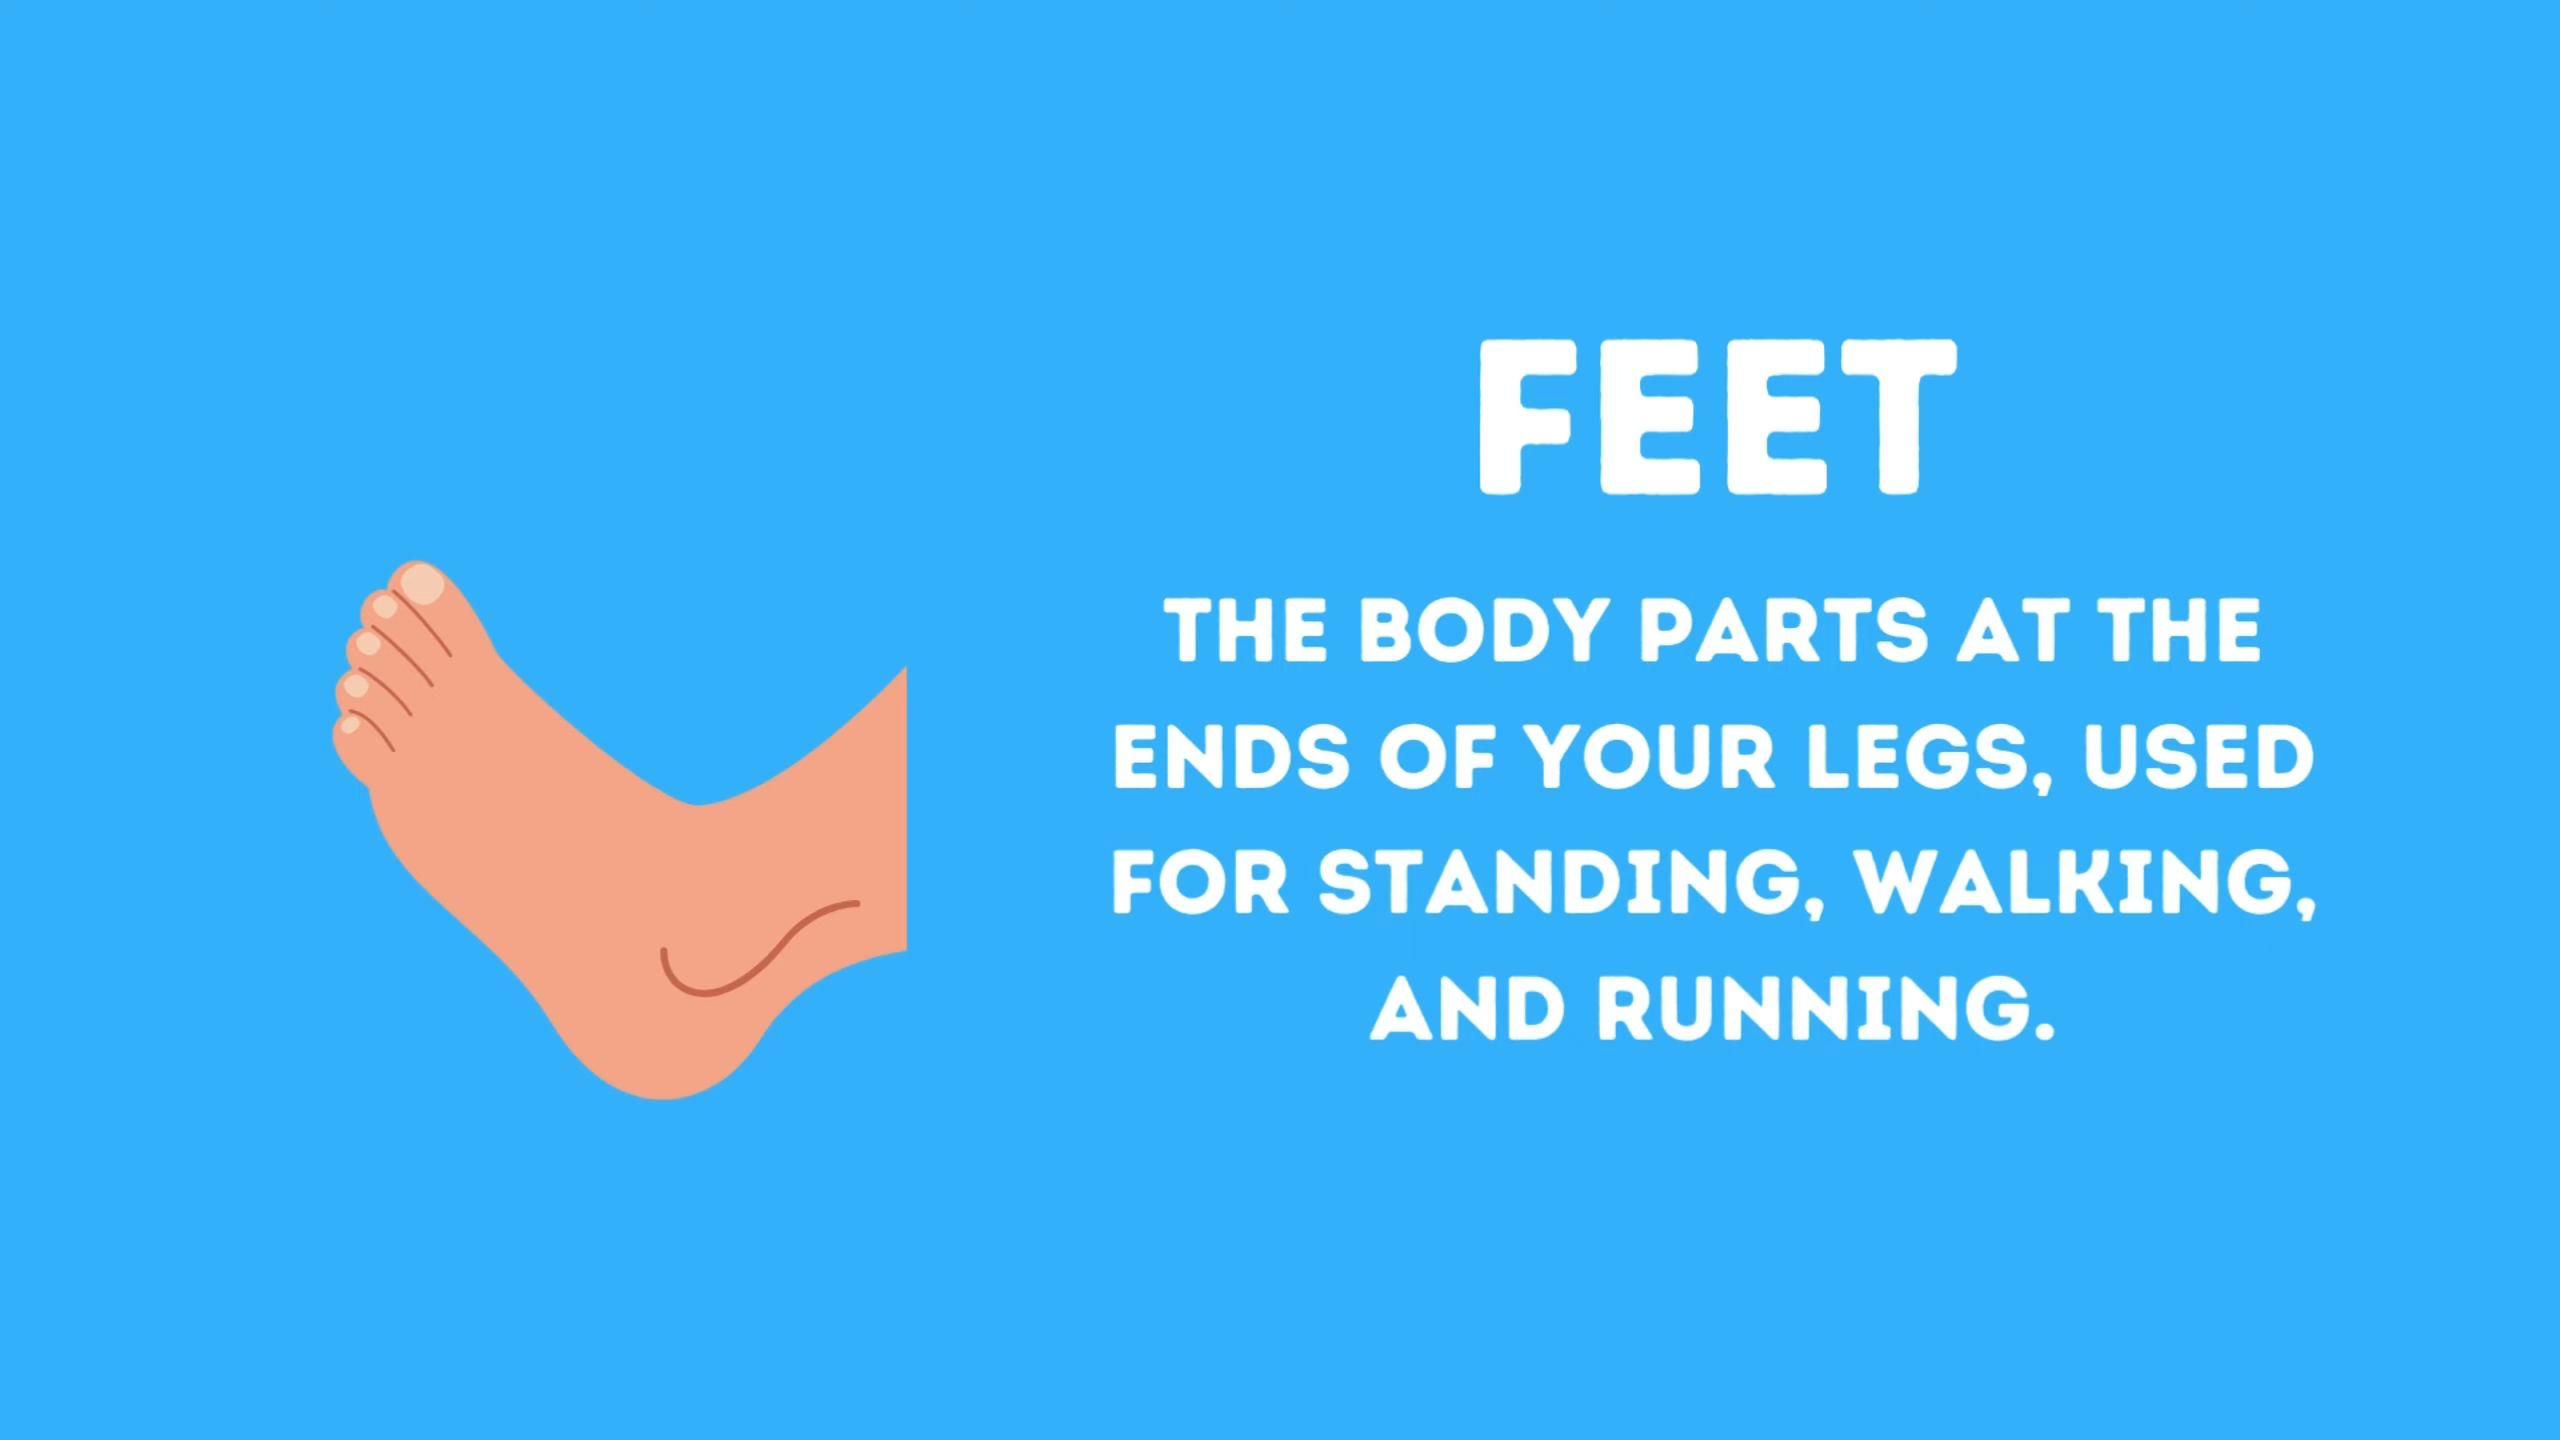 FEET
THE BODY PARTS AT THE
ENDS OF YOUR LEGS, USED
FOR STANDING, WALKING,
AND RUNNING.